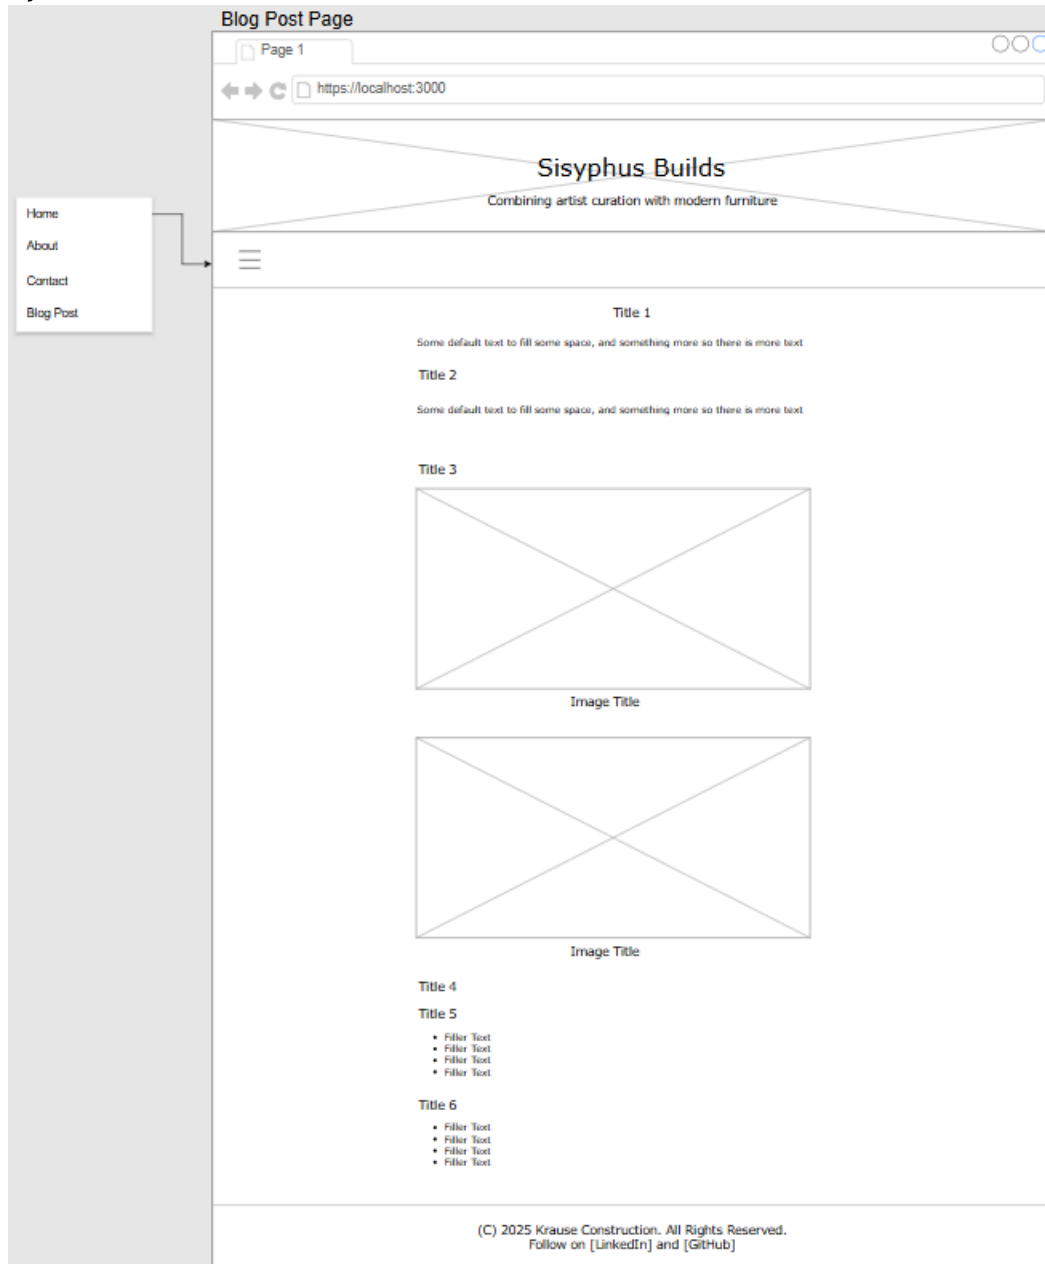 Blog Post Page
Page 1
https://localhost:3000
Sisyphus Builds
Combining artist curation with modern furniture
Home
About
Contact
Blog Post
Title 1
Some default text to fill some space, and something more so there is more text
Title 2
Some default text to fill some space, and something more so there is more text
Title 3
Image Title
Image Title
Title 4
Title 5
• Filler Text
• Filler Text
• Filler Text
• Filler Text
Title 6
• Filler Text
• Filler Text
• Filler Text
• Filler Text
(C) 2025 Krause Construction. All Rights Reserved.
Follow on [LinkedIn] and [GitHub]